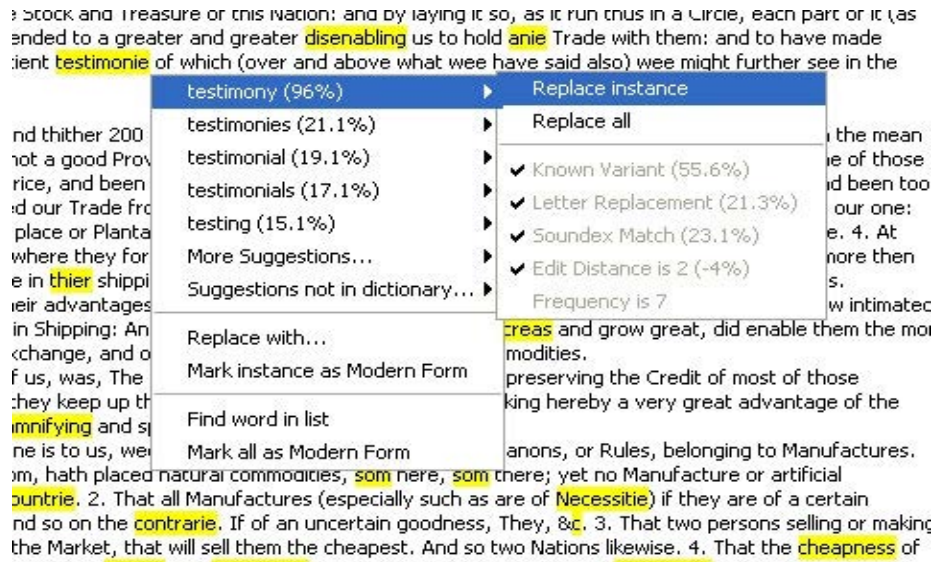 Stock and Treasure of this Nation: and by laying it so, as it run thus in a Circle, each part of it (as
ended to a greater and greater disenabling us to hold anie Trade with them: and to have made
ient testimonie of which (over and above what wee have said also) wee might further see in the
testimony (96%)
testimonies (21.1%)
testimonial (19.1%)
testimonials (17.1%)
testing (15.1%)
More Suggestions...
Suggestions not in dictionary...
Replace with...
Mark instance as Modern Form
Find word in list
Mark all as Modern Form
Replace instance
Replace all
Known Variant (55.6%)
Letter Replacement (21.3%)
Soundex Match (23.1%)
Edit Distance is 2 (-4%)
Frequency is 7
nd thither 200 the mean
not a good Prov e of those
rice, and been d been too
d our Trade fro our one:
place or Planta e. 4. At
where they for more then
e in thier shippi s.
eir advantages w intimated
in Shipping: An creas and grow great, did enable them the mor
xchange, and o modities.
f us, was, The preserving the Credit of most of those
they keep up th king hereby a very great advantage of the
amnifying and sp
ne is to us, wee anons, or Rules, belonging to Manufactures.
om, hath placed natural commodities, som here, som there; yet no Manufacture or artificial
ountrie. 2. That all Manufactures (especially such as are of Necessitie) if they are of a certain
nd so on the contrarie. If of an uncertain goodness, They, &c. 3. That two persons selling or making
the Market, that will sell them the cheapest. And so two Nations likewise. 4. That the cheapness of